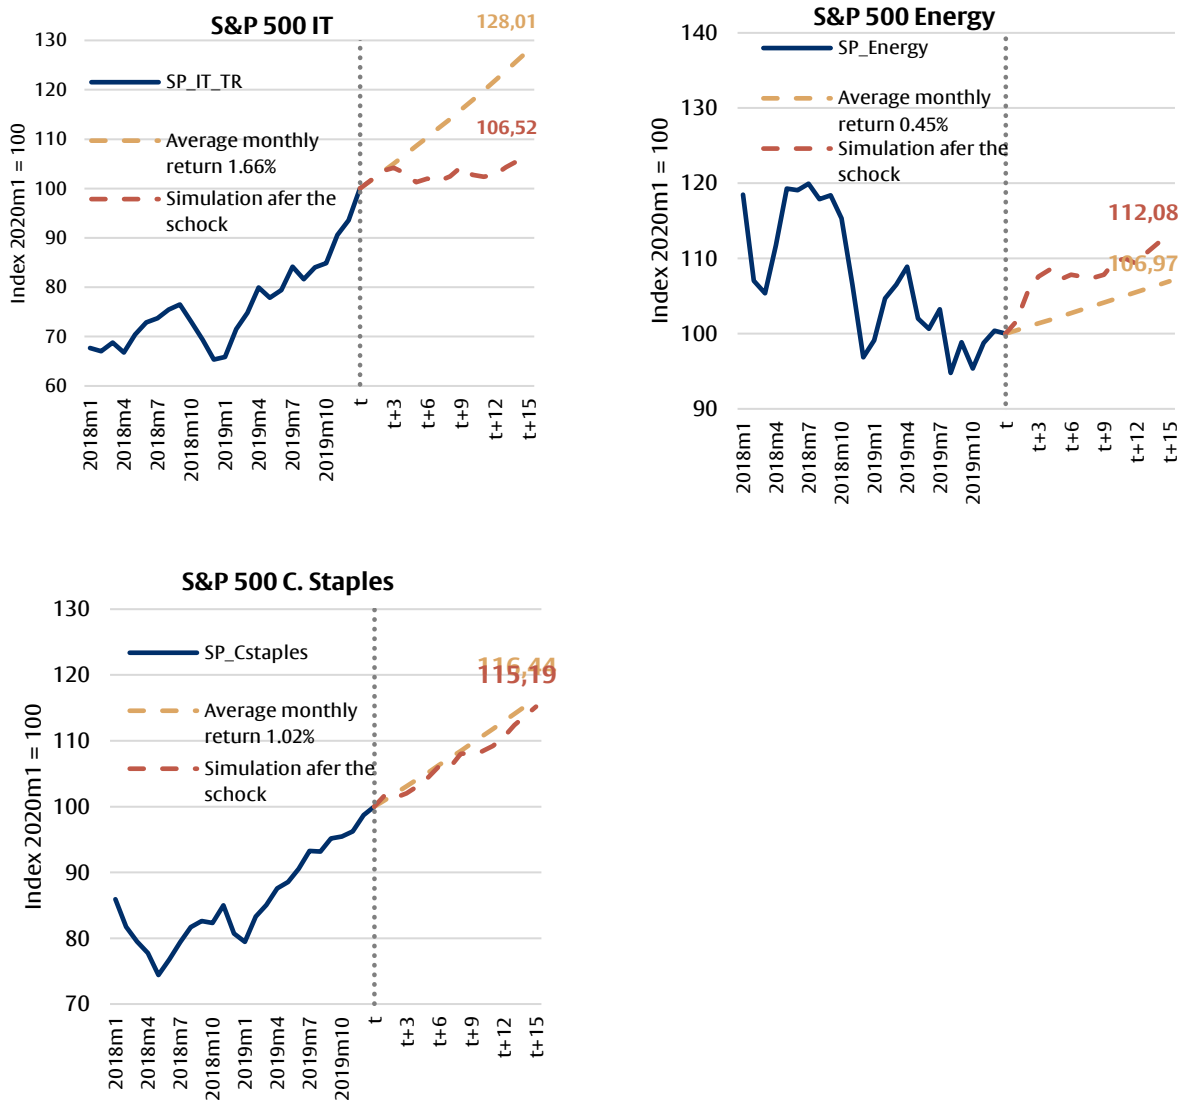 S&P 500 IT
128,01
130
120
110
100
90
80
70
60
Index 2020m1 = 100
SP_IT_TR
Average monthly
return 1.66%
Simulation afer the
schock
106,52
2018m1
2018m4
2018m7
2018m10
2019m1
2019m4
2019m7
2019m10
t
t+3
t+6
t+9
t+12
t+15
S&P 500 Energy
140
130
120
110
100
90
Index 2020m1 = 100
SP_Energy
Average monthly
return 0.45%
Simulation afer the
schock
112,08
106,97
2018m1
2018m4
2018m7
2018m10
2019m1
2019m4
2019m7
2019m10
t
t+3
t+6
t+9
t+12
t+15
S&P 500 C. Staples
130
120
110
100
90
80
70
Index 2020m1 = 100
SP_Cstaples
Average monthly
return 1.02%
Simulation afer the
schock
116,44
115,19
2018m1
2018m4
2018m7
2018m10
2019m1
2019m4
2019m7
2019m10
t
t+3
t+6
t+9
t+12
t+15